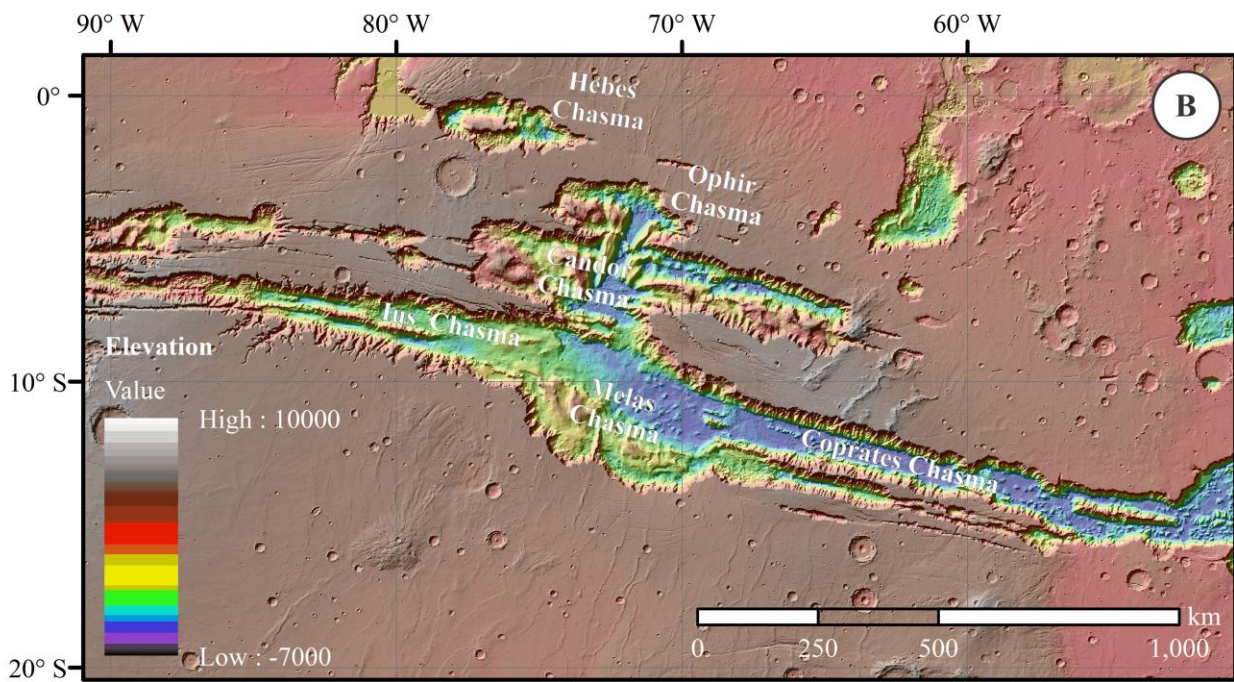 90° W 80° W 70° W 60° W
0°
10° S
20° S
B
Hebes
Chasma
Ophir
Chasma
Candor
Chasma
Ius Chasma
Melas
Chasma
Coprates Chasma
Elevation
Value
High : 10000
Low : -7000
km
0 250 500 1,000